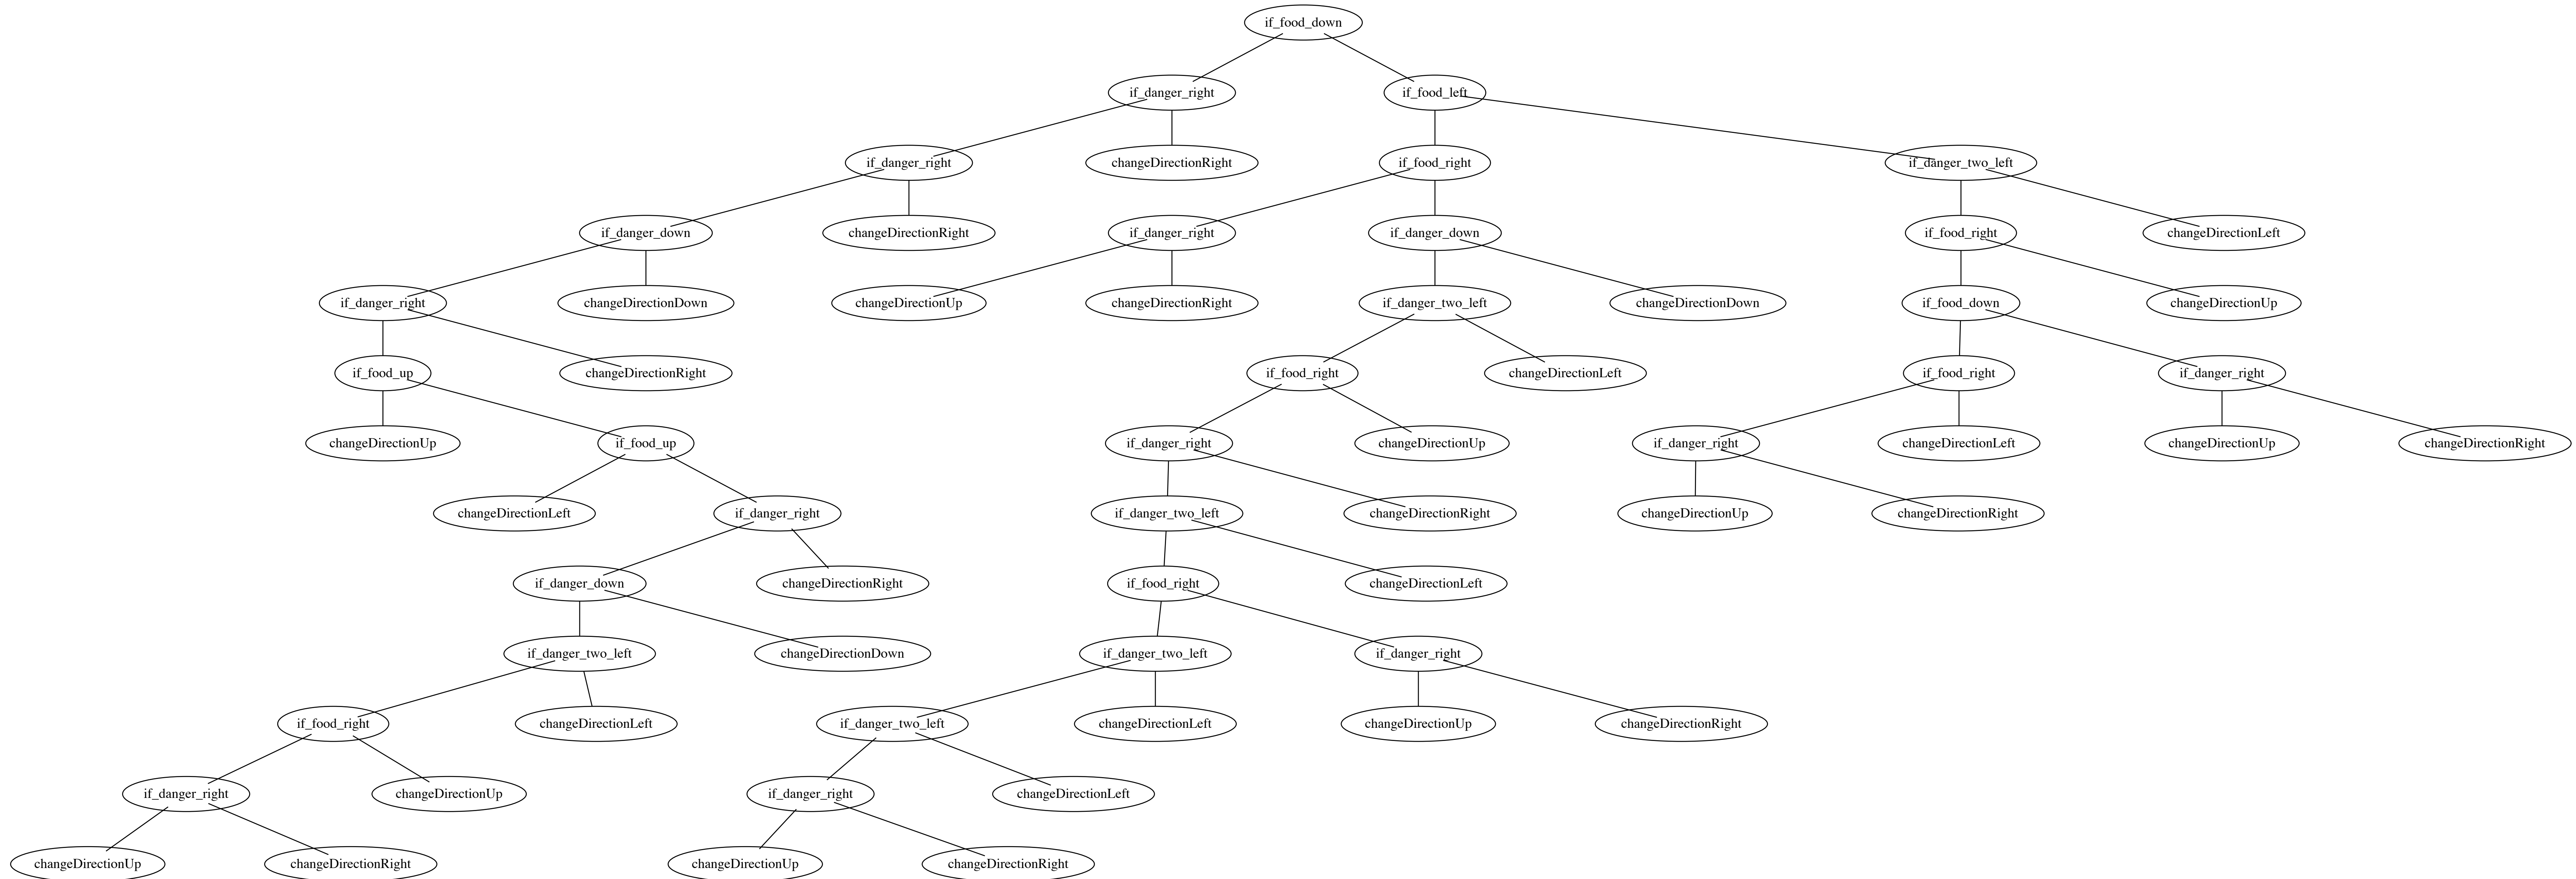 if_food_down
if_danger_right
if_food_left
if_danger_right
changeDirectionRight
if_food_right
if_danger_two_left
if_danger_down
changeDirectionRight
if_danger_right
if_danger_down
if_food_right
changeDirectionLeft
if_danger_right
changeDirectionDown
changeDirectionUp
changeDirectionRight
if_danger_two_left
changeDirectionDown
if_food_down
changeDirectionUp
if_food_up
changeDirectionRight
if_food_right
changeDirectionLeft
if_food_right
if_danger_right
changeDirectionUp
if_food_up
if_danger_right
changeDirectionUp
if_danger_right
changeDirectionLeft
changeDirectionUp
changeDirectionRight
changeDirectionLeft
if_danger_right
if_danger_two_left
changeDirectionRight
changeDirectionUp
changeDirectionRight
if_danger_down
changeDirectionRight
if_food_right
changeDirectionLeft
if_danger_two_left
changeDirectionDown
if_danger_two_left
if_danger_right
if_food_right
changeDirectionLeft
if_danger_two_left
changeDirectionLeft
changeDirectionUp
changeDirectionRight
if_danger_right
changeDirectionUp
if_danger_right
changeDirectionLeft
changeDirectionUp
changeDirectionRight
changeDirectionUp
changeDirectionRight